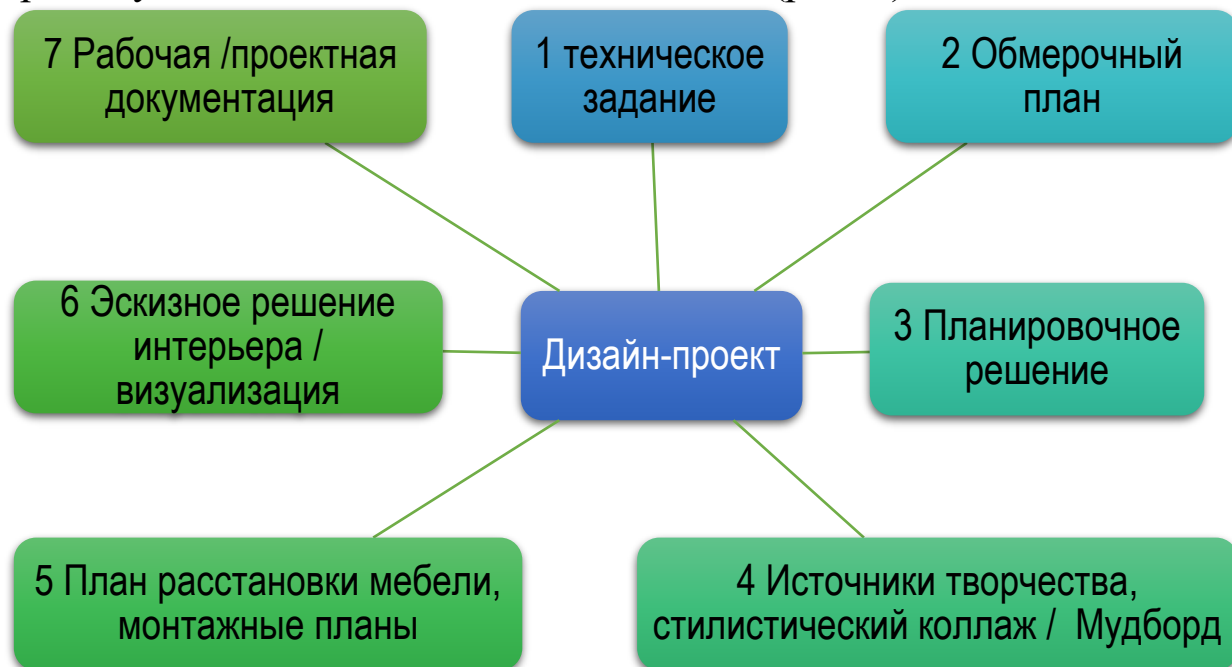 7 Рабочая /проектная
документация
1 техническое
задание
2 Обмерочный
план
6 Эскизное решение
интерьера /
визуализация
Дизайн-проект
3 Планировочное
решение
5 План расстановки мебели,
монтажные планы
4 Источники творчества,
стилистический коллаж / Мудборд